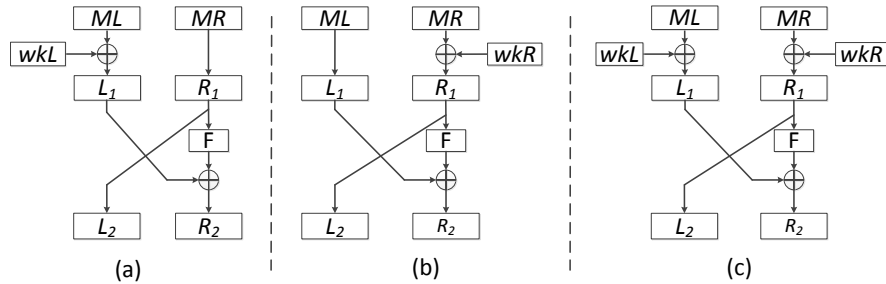 ML MR ML MR ML MR
wkL wkR wkL wkR
L₁ R₁ L₁ R₁ L₁ R₁
F F F
L₂ R₂ L₂ R₂ L₂ R₂
(a) (b) (c)